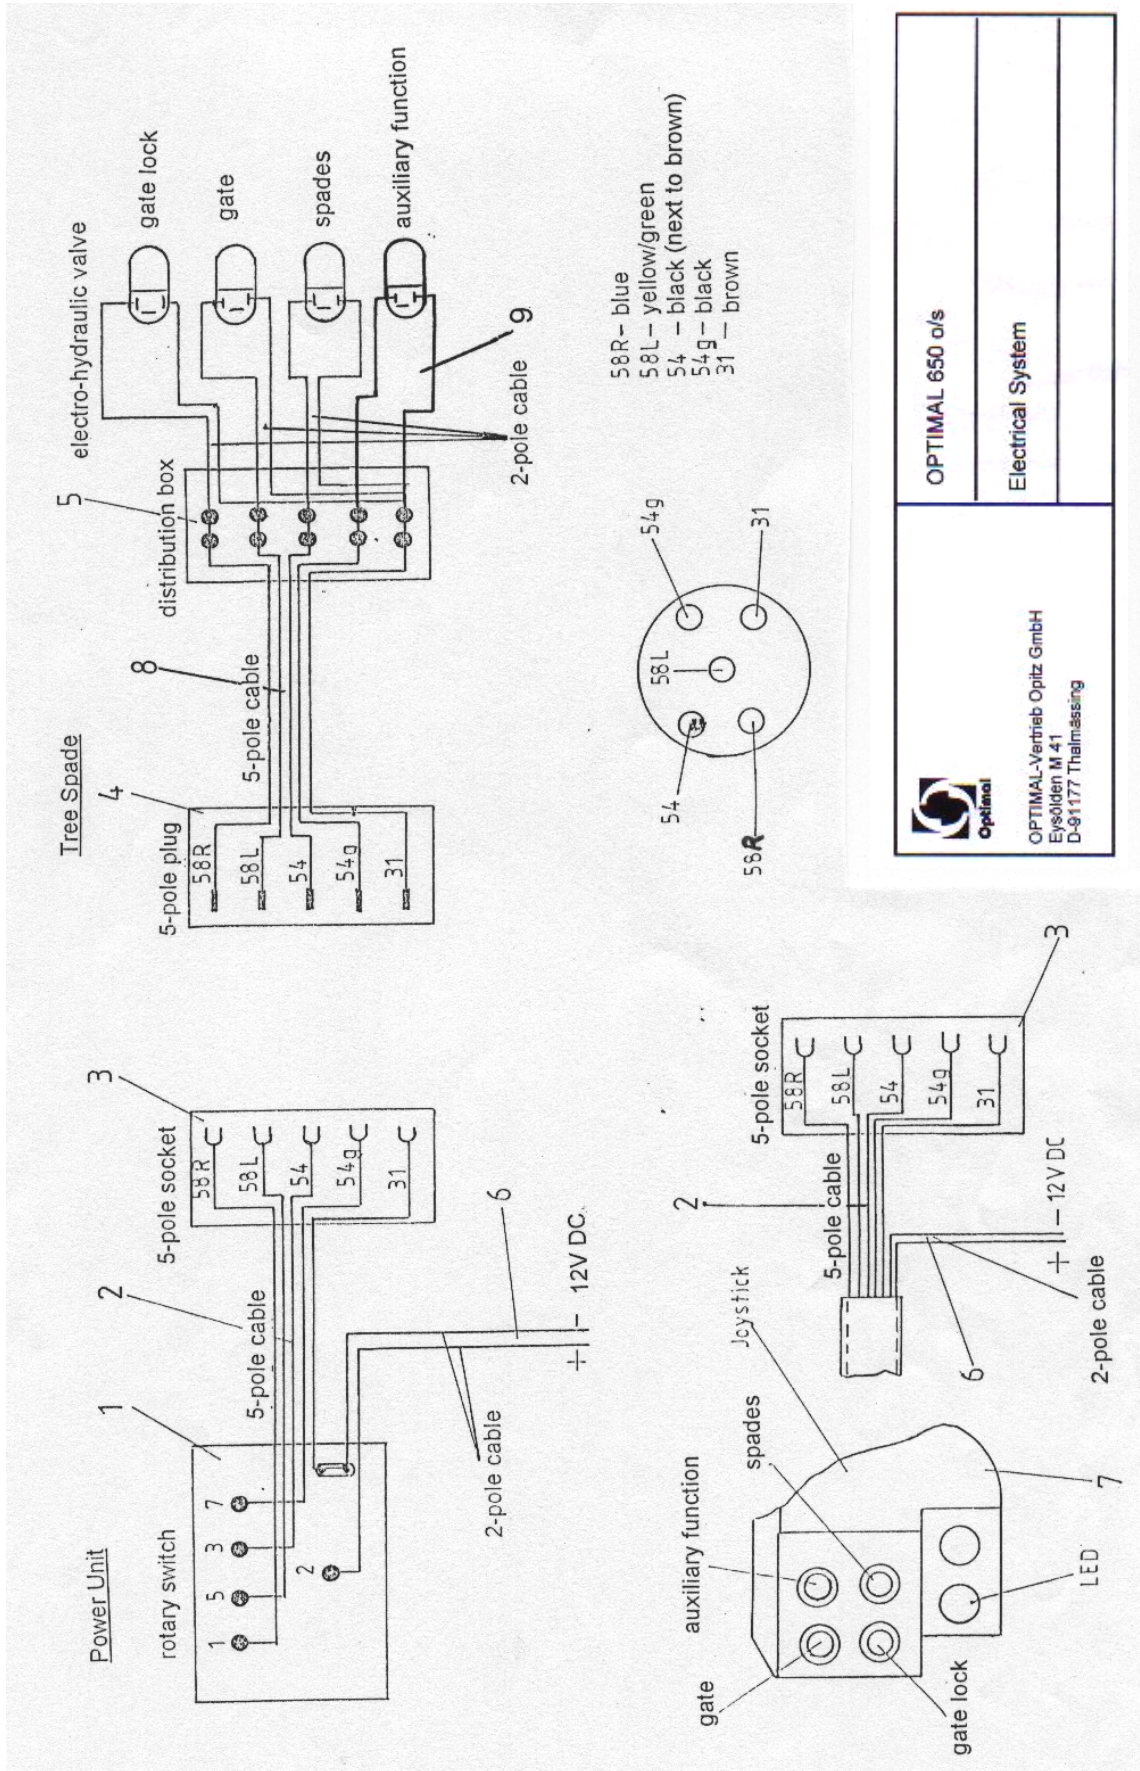 Power Unit
rotary switch
1
5
3
7
2
1
5-pole cable
2
2-pole cable
6
+
– 12V DC
5-pole socket
3
58R
58L
54
54g
31
Tree Spade
5-pole plug
4
58R
58L
54
54g
31
5-pole cable
8
distribution box
5
electro-hydraulic valve
gate lock
gate
spades
auxiliary function
9
2-pole cable
58R – blue
58L – yellow/green
54 – black (next to brown)
54g – black
31 – brown
54
58L
54g
58R
31
gate
auxiliary function
spades
Joystick
gate lock
LED
7
5-pole cable
2
6
2-pole cable
+
– 12V DC
5-pole socket
3
58R
58L
54
54g
31
Optimal
OPTIMAL-Vertrieb Opitz GmbH
Eysölden M 41
D-91177 Thalmässing
OPTIMAL 650 o/s
Electrical System